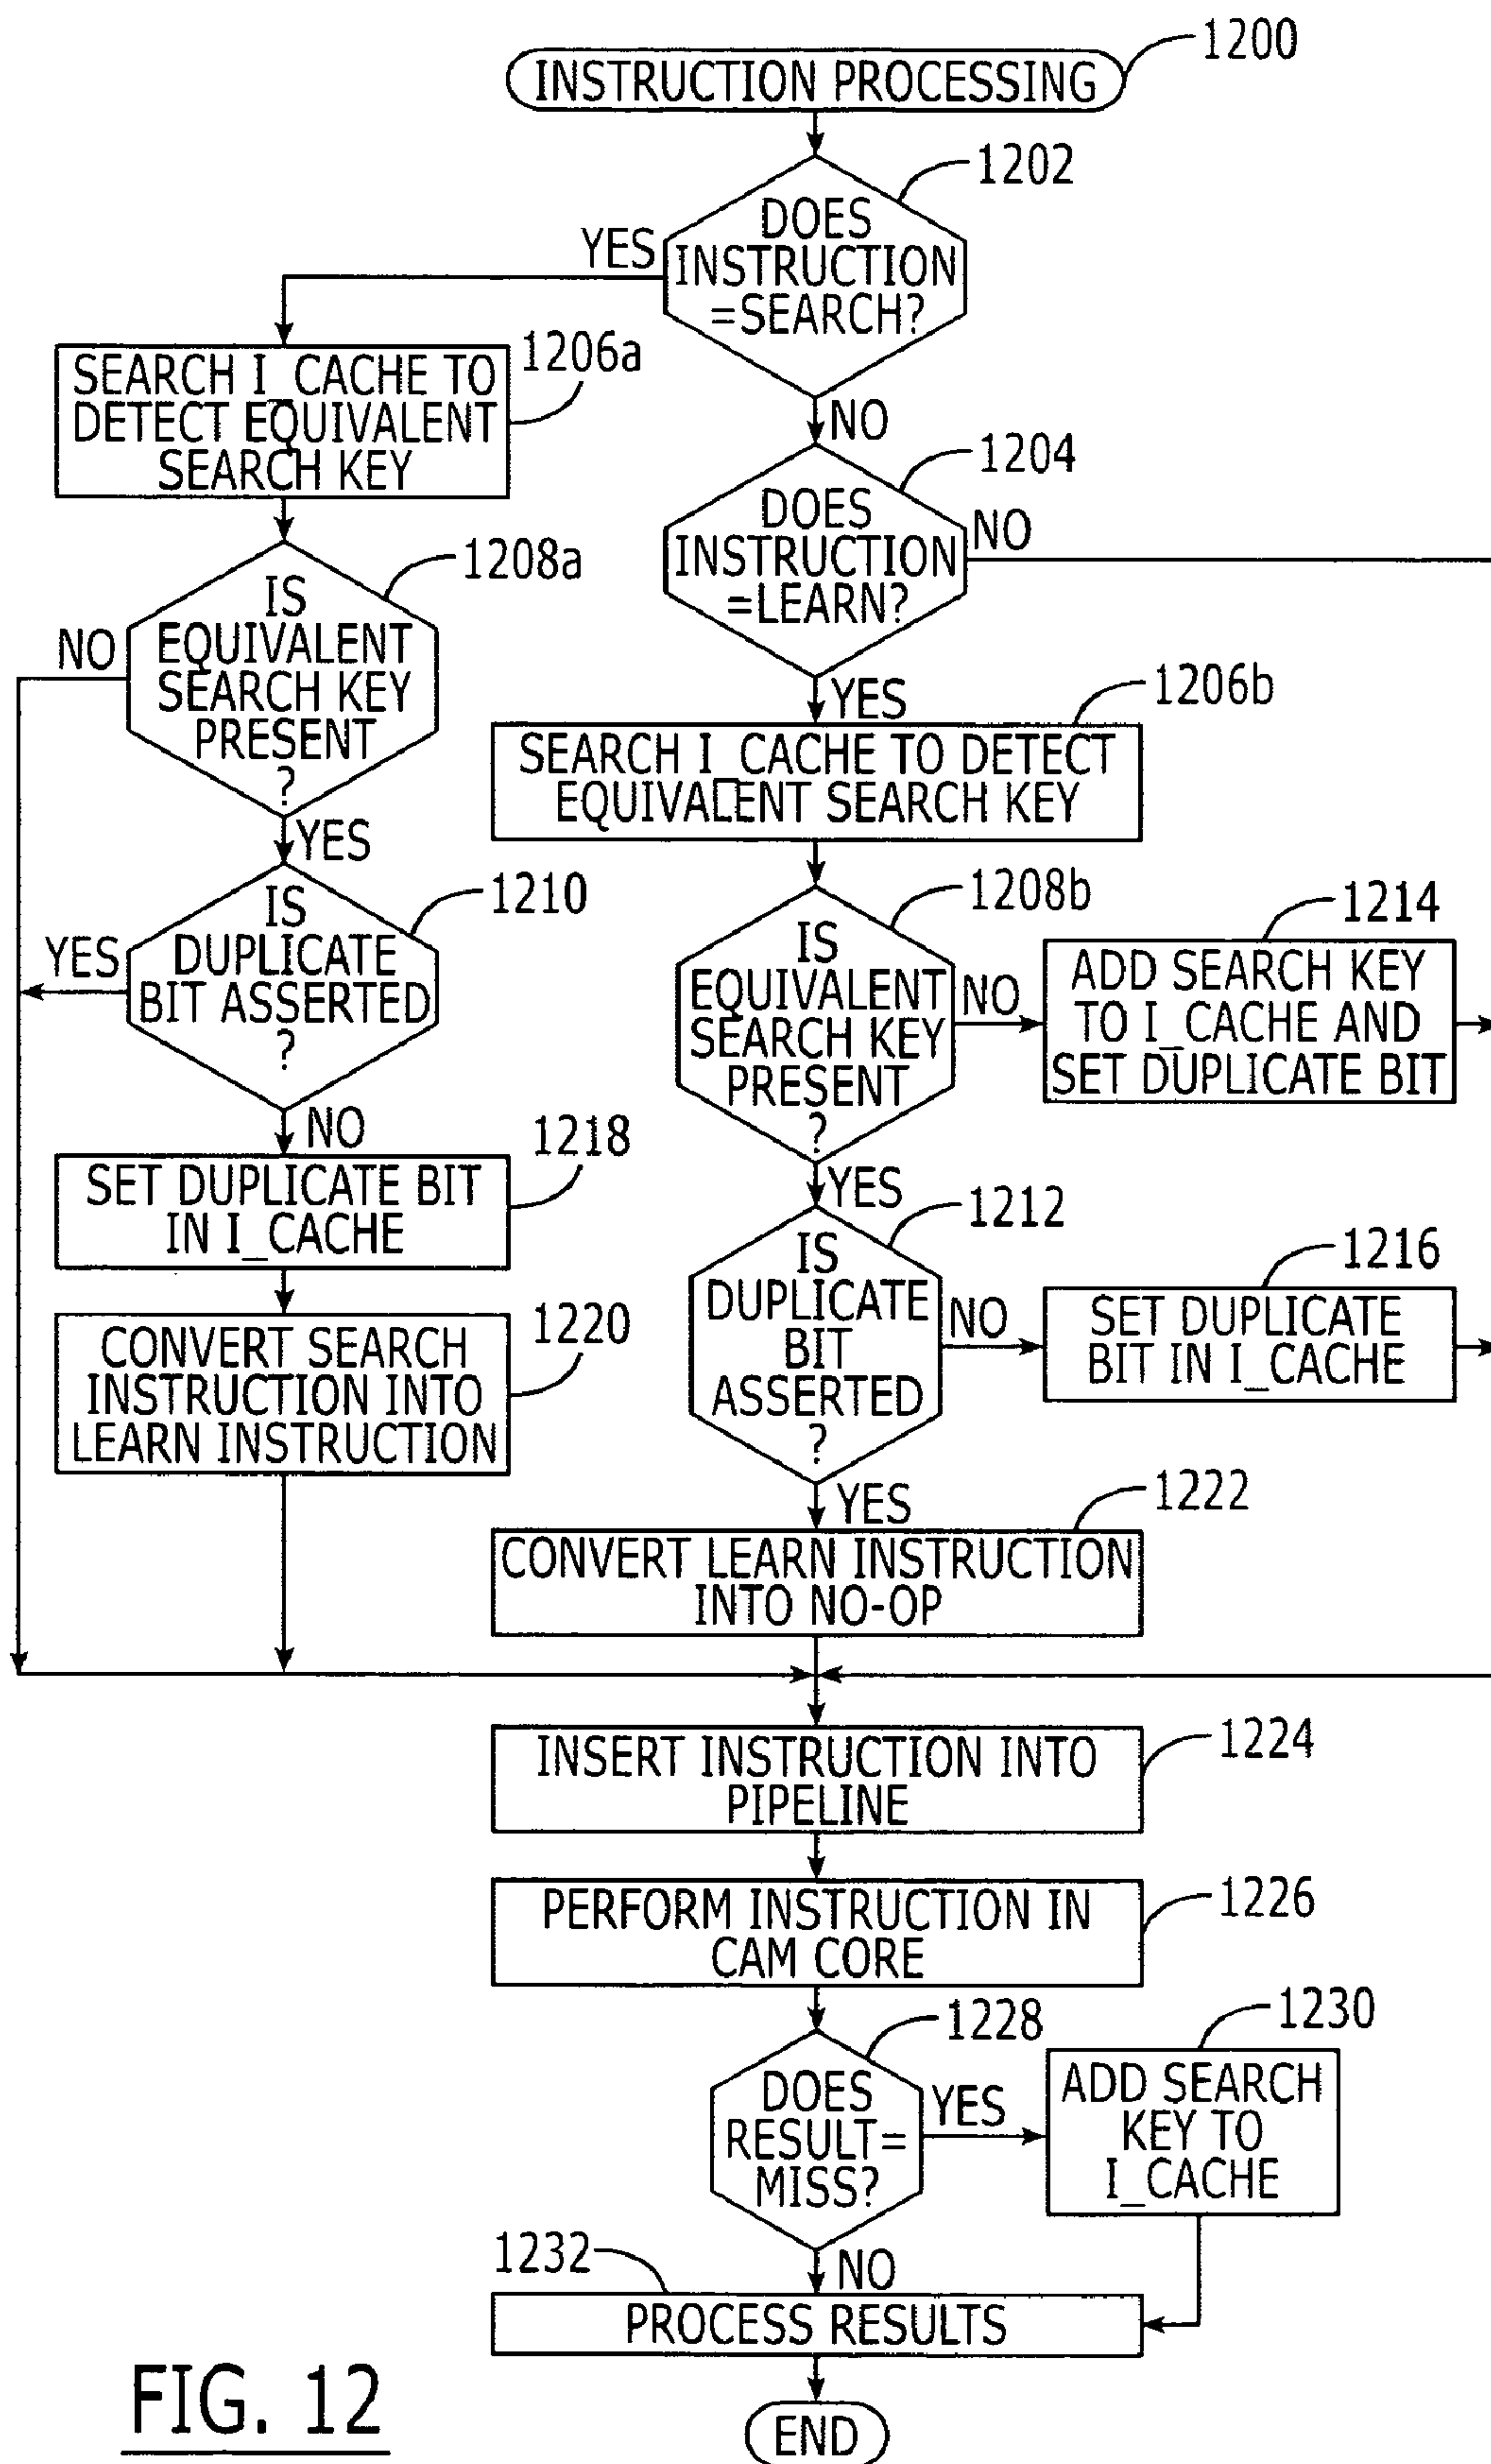 1200
INSTRUCTION PROCESSING
1202
DOES
INSTRUCTION
=SEARCH?
YES
NO
1206a
SEARCH I_CACHE TO
DETECT EQUIVALENT
SEARCH KEY
1204
DOES
INSTRUCTION
=LEARN?
NO
YES
1208a
IS
EQUIVALENT
SEARCH KEY
PRESENT
?
NO
YES
1206b
SEARCH I_CACHE TO DETECT
EQUIVALENT SEARCH KEY
1210
IS
DUPLICATE
BIT ASSERTED
?
YES
NO
1208b
IS
EQUIVALENT
SEARCH KEY
PRESENT
?
NO
YES
1214
ADD SEARCH KEY
TO I_CACHE AND
SET DUPLICATE BIT
1218
SET DUPLICATE BIT
IN I_CACHE
1212
IS
DUPLICATE
BIT
ASSERTED
?
NO
YES
1216
SET DUPLICATE
BIT IN I_CACHE
1220
CONVERT SEARCH
INSTRUCTION INTO
LEARN INSTRUCTION
1222
CONVERT LEARN INSTRUCTION
INTO NO-OP
1224
INSERT INSTRUCTION INTO
PIPELINE
1226
PERFORM INSTRUCTION IN
CAM CORE
1228
DOES
RESULT=
MISS?
YES
NO
1230
ADD SEARCH
KEY TO
I_CACHE
1232
PROCESS RESULTS
END
FIG. 12